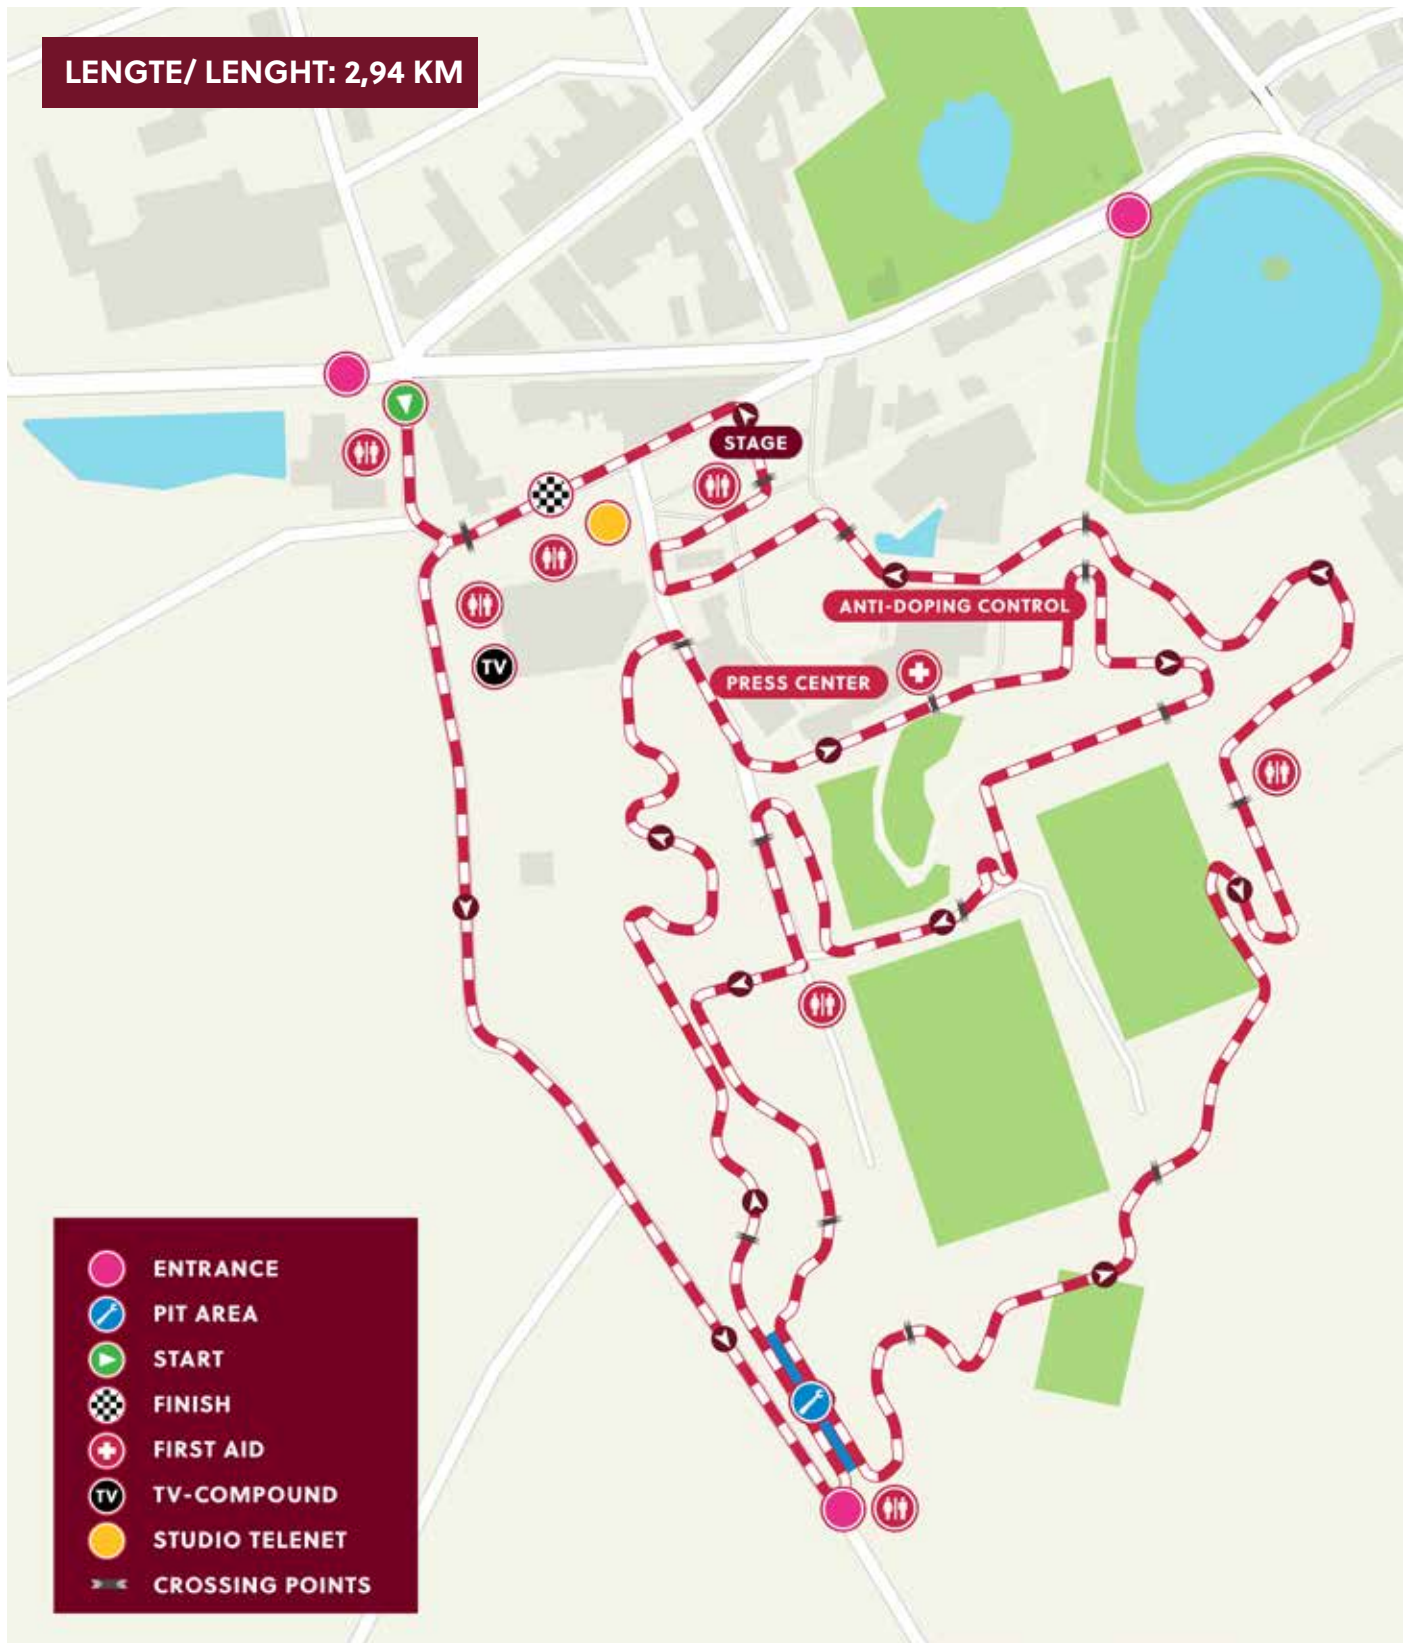 LENGTE/ LENGHT: 2,94 KM
STAGE
ANTI-DOPING CONTROL
PRESS CENTER
TV
ENTRANCE
PIT AREA
START
FINISH
FIRST AID
TV TV-COMPOUND
STUDIO TELENET
CROSSING POINTS